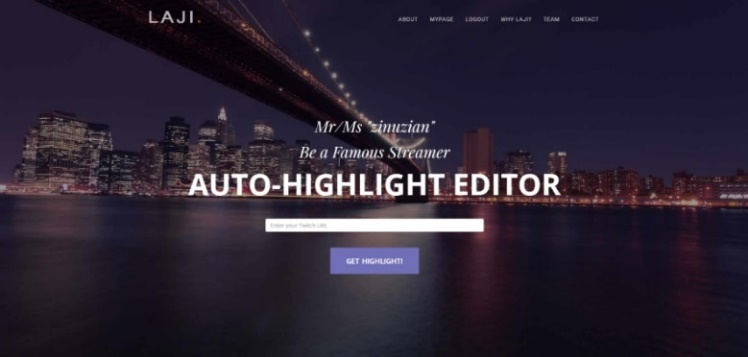 LAJI.
ABOUT MYPAGE LOGOUT WHY LAJI? TEAM CONTACT
Mr/Ms "zinuzian"
Be a Famous Streamer
AUTO-HIGHLIGHT EDITOR
Enter your Twitch URL
GET HIGHLIGHT!